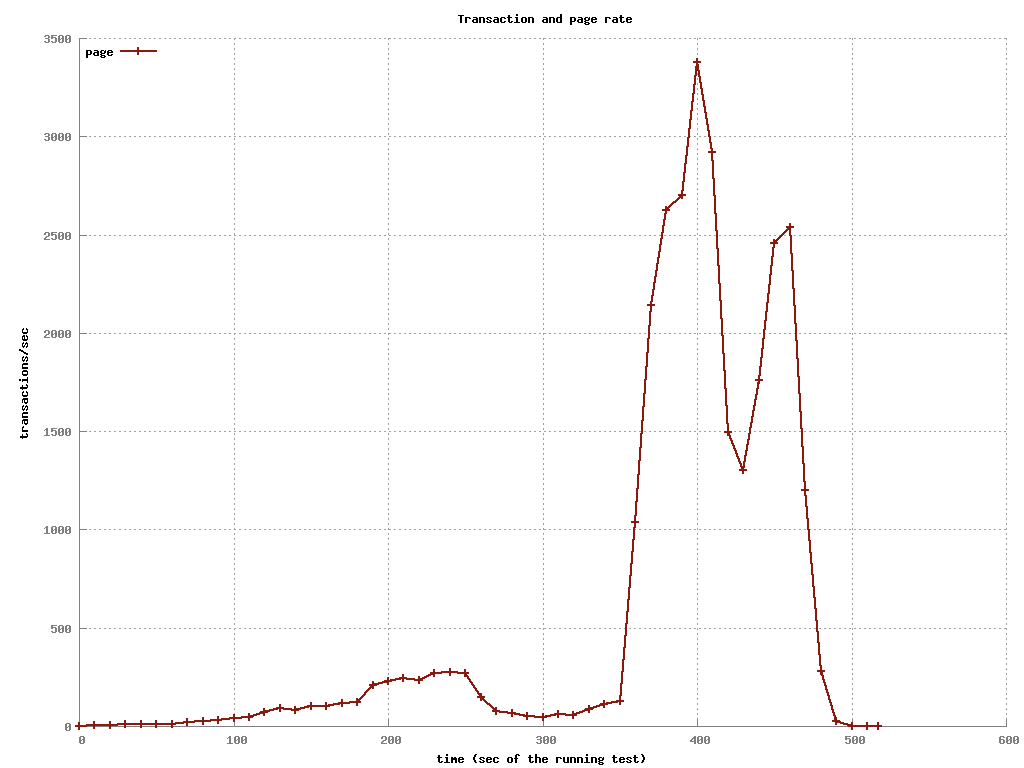 Transaction and page rate
3500
page
3000
2500
2000
1500
1000
500
0
transactions/sec
0 100 200 300 400 500 600
time (sec of the running test)